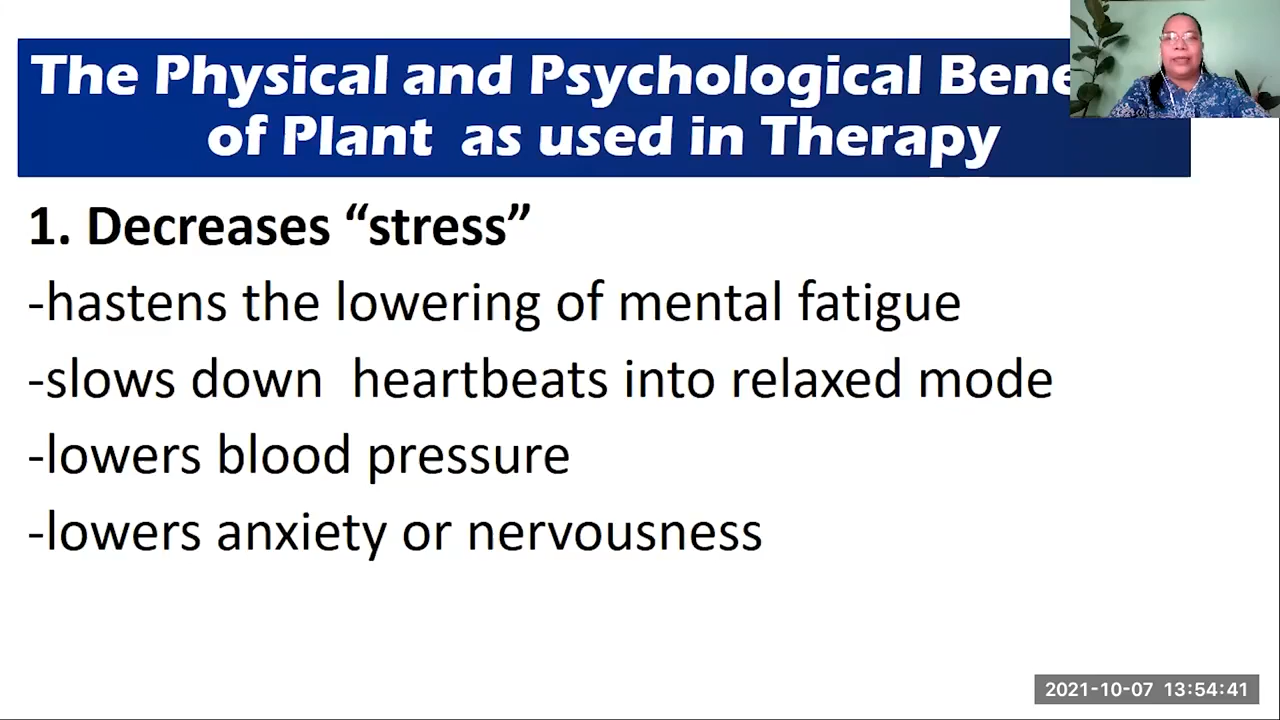 The Physical and Psychological Bene
of Plant as used in Therapy
1. Decreases “stress”
-hastens the lowering of mental fatigue
-slows down heartbeats into relaxed mode
-lowers blood pressure
-lowers anxiety or nervousness
2021-10-07 13:54:41